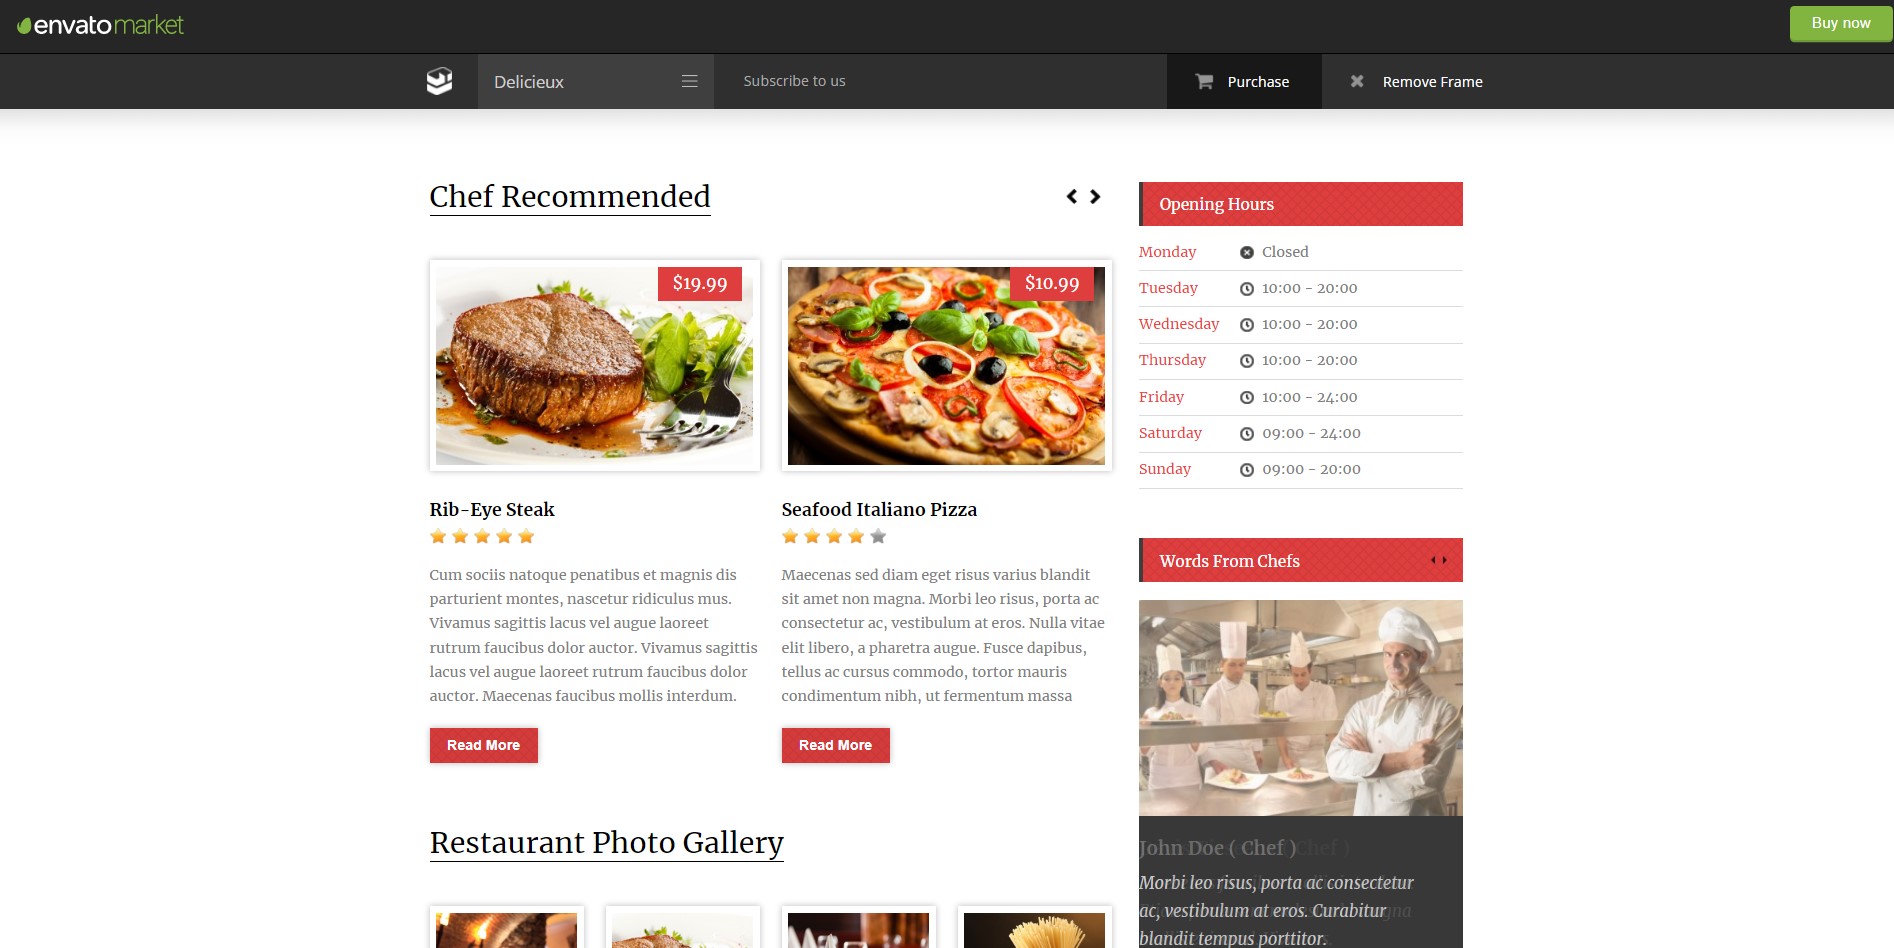 envato market
Buy now
Delicieux
Subscribe to us
Purchase
Remove Frame
Chef Recommended
$19.99
$10.99
Rib-Eye Steak
Cum sociis natoque penatibus et magnis dis
parturient montes, nascetur ridiculus mus.
Vivamus sagittis lacus vel augue laoreet
rutrum faucibus dolor auctor. Vivamus sagittis
lacus vel augue laoreet rutrum faucibus dolor
auctor. Maecenas faucibus mollis interdum.
Read More
Seafood Italiano Pizza
Maecenas sed diam eget risus varius blandit
sit amet non magna. Morbi leo risus, porta ac
consectetur ac, vestibulum at eros. Nulla vitae
elit libero, a pharetra augue. Fusce dapibus,
tellus ac cursus commodo, tortor mauris
condimentum nibh, ut fermentum massa
Read More
Restaurant Photo Gallery
Opening Hours
Monday Closed
Tuesday 10:00 - 20:00
Wednesday 10:00 - 20:00
Thursday 10:00 - 20:00
Friday 10:00 - 24:00
Saturday 09:00 - 24:00
Sunday 09:00 - 20:00
Words From Chefs
John Doe ( Chef )
Morbi leo risus, porta ac consectetur
ac, vestibulum at eros. Curabitur
blandit tempus porttitor.